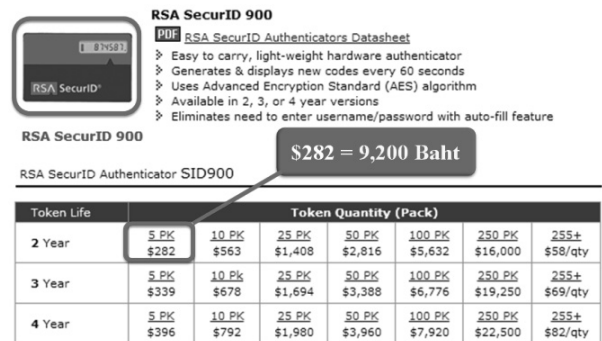 RSA SecurID 900
PDF RSA SecurID Authenticators Datasheet
Easy to carry, light-weight hardware authenticator
Generates & displays new codes every 60 seconds
Uses Advanced Encryption Standard (AES) algorithm
Available in 2, 3, or 4 year versions
Eliminates need to enter username/password with auto-fill feature
RSA SecurID®
RSA SecurID 900
$282 = 9,200 Baht
RSA SecurID Authenticator SID900
Token Life Token Quantity (Pack)
2 Year 5 PK 10 PK 25 PK 50 PK 100 PK 250 PK 255+
$282 $563 $1,408 $2,816 $5,632 $16,000 $58/qty
3 Year 5 PK 10 Pk 25 PK 50 PK 100 PK 250 PK 255+
$339 $678 $1,694 $3,388 $6,776 $19,250 $69/qty
4 Year 5 PK 10 PK 25 PK 50 PK 100 PK 250 PK 255+
$396 $792 $1,980 $3,960 $7,920 $22,500 $82/qty